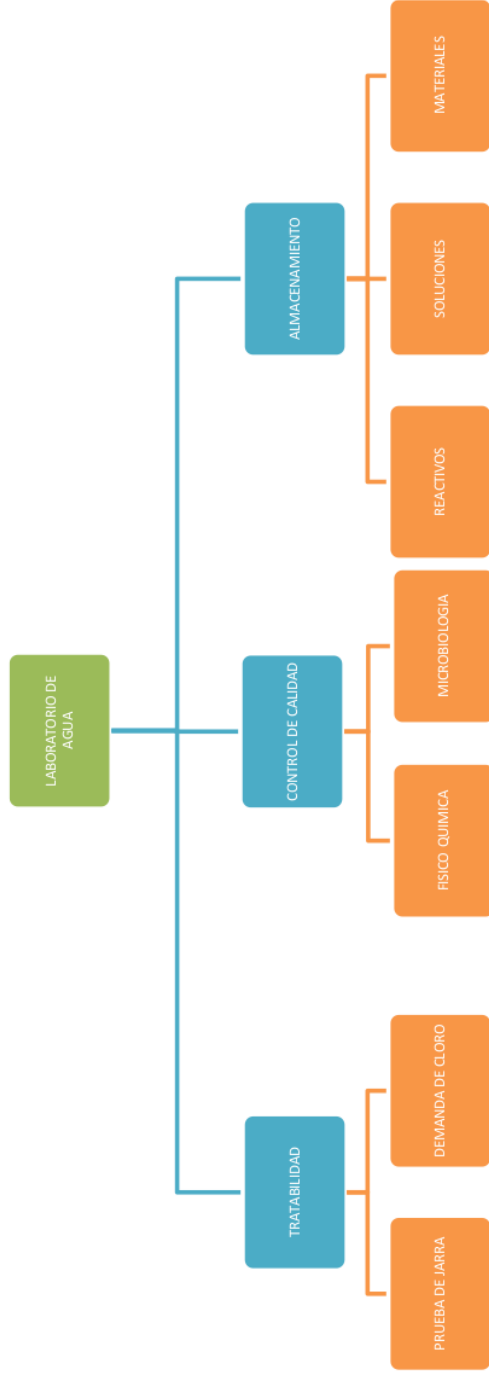 LABORATORIO DE
AGUA
TRATABILIDAD
CONTROL DE CALIDAD
ALMACENAMIENTO
PRUEBA DE JARRA
DEMANDA DE CLORO
FISICO QUIMICA
MICROBIOLOGIA
REACTIVOS
SOLUCIONES
MATERIALES